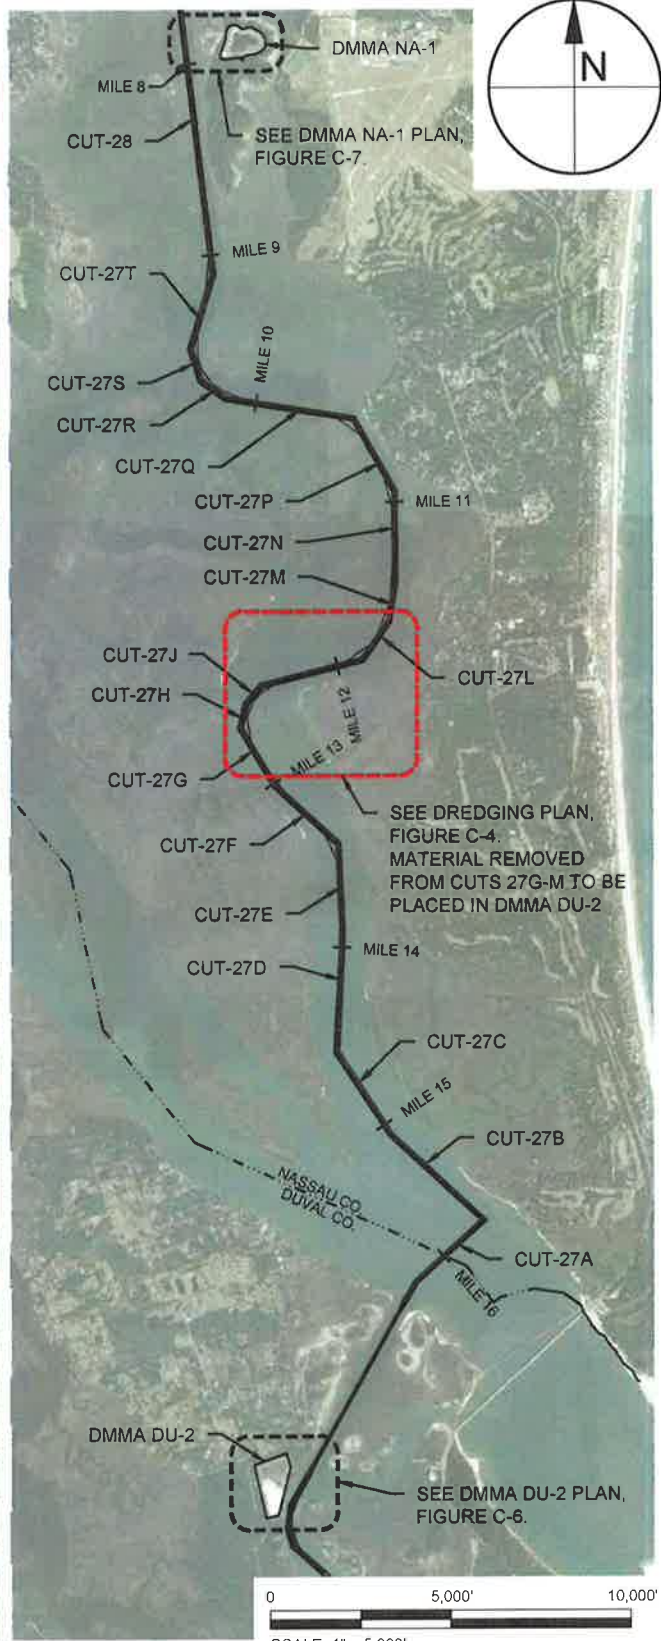 DMMA NA-1
N
MILE 8
CUT-28
SEE DMMA NA-1 PLAN,
FIGURE C-7.
MILE 9
CUT-27T
MILE 10
CUT-27S
CUT-27R
CUT-27Q
CUT-27P
MILE 11
CUT-27N
CUT-27M
CUT-27J
CUT-27L
CUT-27H
MILE 12
MILE 13
CUT-27G
SEE DREDGING PLAN,
FIGURE C-4.
MATERIAL REMOVED
FROM CUTS 27G-M TO BE
PLACED IN DMMA DU-2
CUT-27F
CUT-27E
MILE 14
CUT-27D
CUT-27C
MILE 15
CUT-27B
NASSAU CO.
DUVAL CO.
CUT-27A
MILE 16
DMMA DU-2
SEE DMMA DU-2 PLAN,
FIGURE C-6.
0 5,000' 10,000'